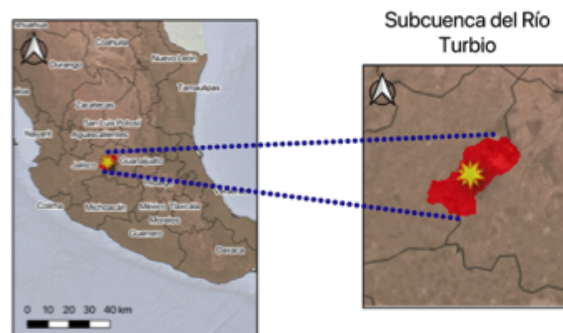 Subcuenca del Río
Turbio
Coahuila
Nuevo León
Durango
Tamaulipas
Zacatecas
San Luis Potosí
Nayarit
Aguascalientes
Jalisco
Guanajuato
Colima
Michoacán
México
Tlaxcala
Morelos
Guerrero
Oaxaca
0 10 20 30 40 km